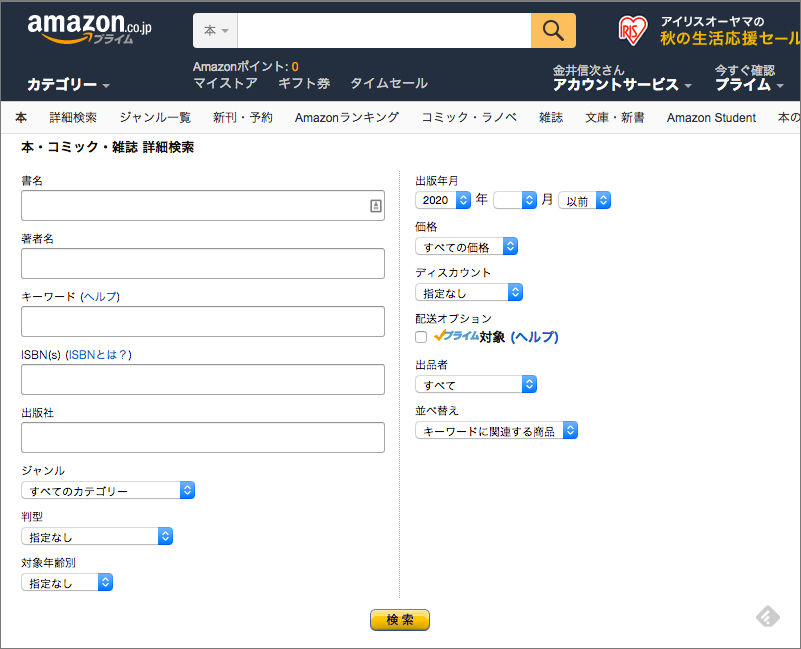 amazon.co.jp
プライム
本
アイリスオーヤマの
秋の生活応援セール
カテゴリー
Amazonポイント: 0
マイストア ギフト券 タイムセール
金井信次さん
アカウントサービス
今すぐ確認
プライム
本 詳細検索 ジャンル一覧 新刊・予約 Amazonランキング コミック・ラノベ 雑誌 文庫・新書 Amazon Student 本の
本・コミック・雑誌 詳細検索
書名
著者名
キーワード (ヘルプ)
ISBN(s) (ISBNとは？)
出版社
ジャンル
すべてのカテゴリー
判型
指定なし
対象年齢別
指定なし
出版年月
2020 年 月 以前
価格
すべての価格
ディスカウント
指定なし
配送オプション
プライム対象 (ヘルプ)
出品者
すべて
並べ替え
キーワードに関連する商品
検索